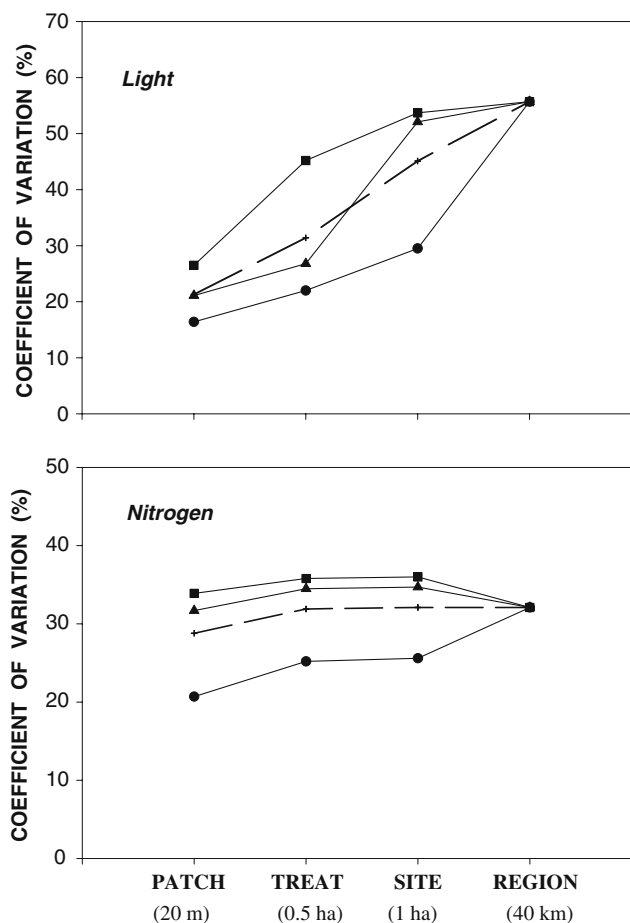 COEFFICIENT OF VARIATION (%)
70
60
50
40
30
20
10
0
Light
COEFFICIENT OF VARIATION (%)
50
40
30
20
10
0
Nitrogen
PATCH TREAT SITE REGION
(20 m) (0.5 ha) (1 ha) (40 km)